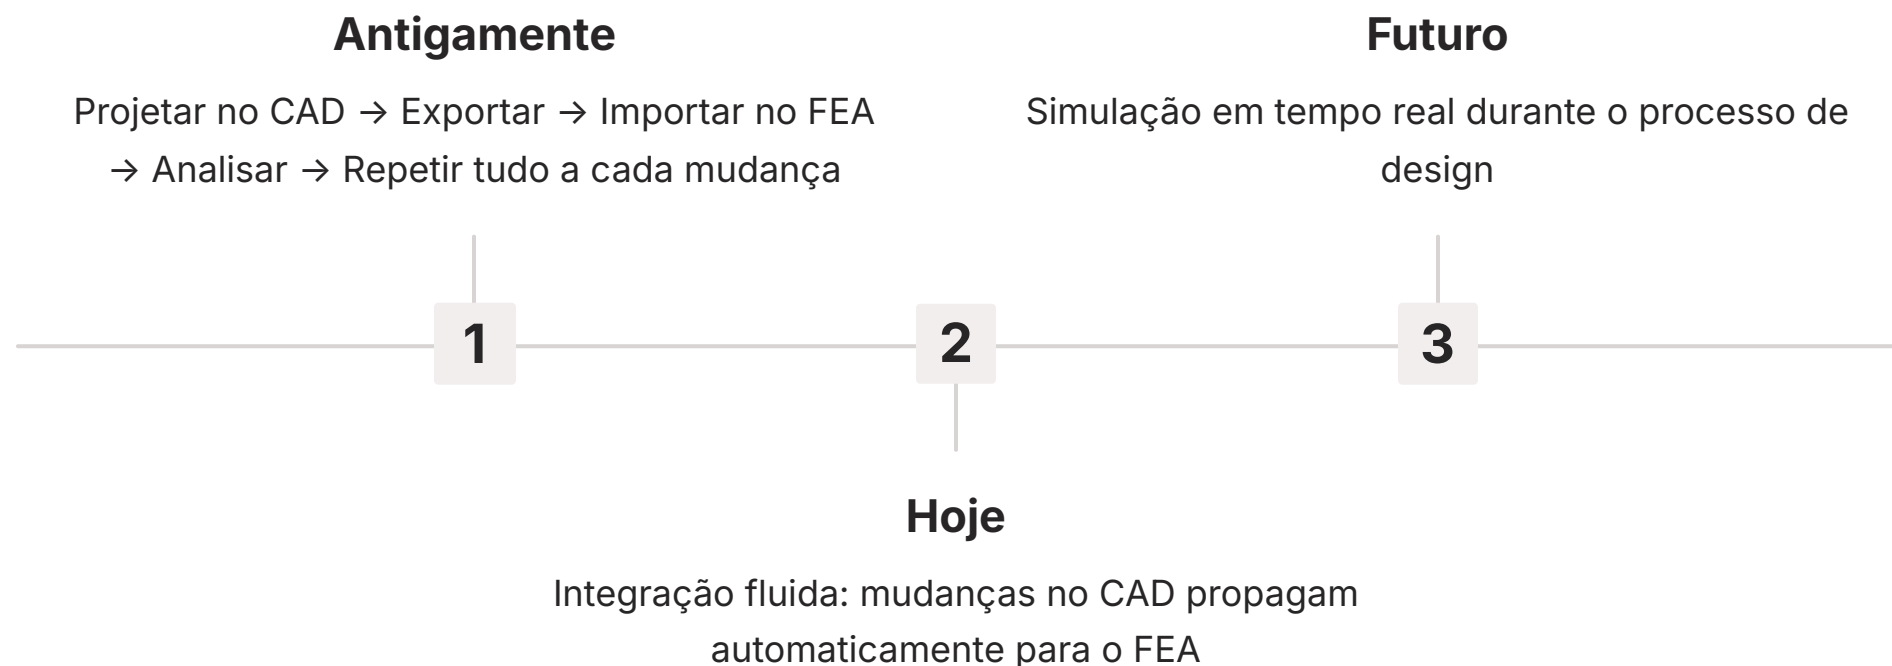 Antigamente
Projetar no CAD → Exportar → Importar no FEA
→ Analisar → Repetir tudo a cada mudança
Futuro
Simulação em tempo real durante o processo de
design
1
2
3
Hoje
Integração fluida: mudanças no CAD propagam
automaticamente para o FEA